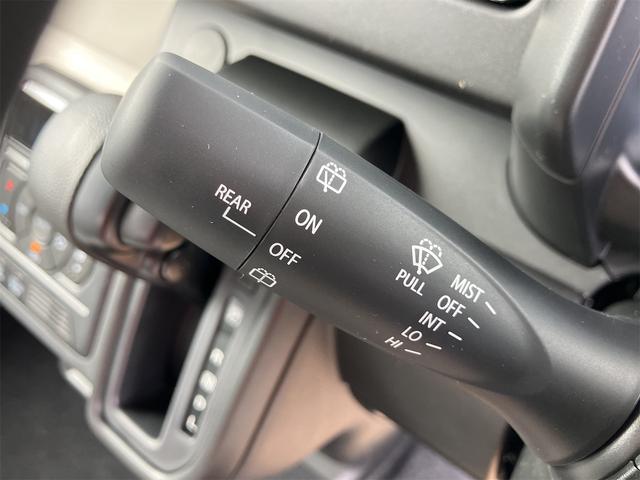 REAR
ON
OFF
PULL
MIST
OFF
INT
LO
HI